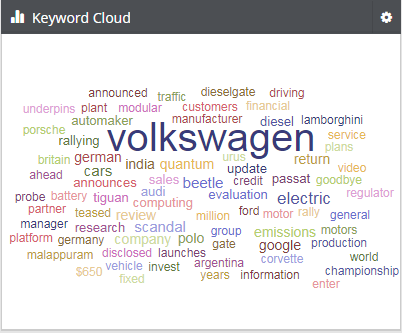 Keyword Cloud
announced traffic dieselgate driving
underpins plant modular customers financial
porsche automaker manufacturer diesel lamborghini
rallying volkswagen service
plans
britain german india quantum urus return
ahead cars update video
announces sales beetle credit passat goodbye
probe battery tiguan audi evaluation electric regulator
partner teased review computing million ford motor rally general
manager research scandal group emissions motors
platform germany company polo gate google production
malappuram disclosed launches corvette world
$650 vehicle invest argentina information championship
fixed years enter